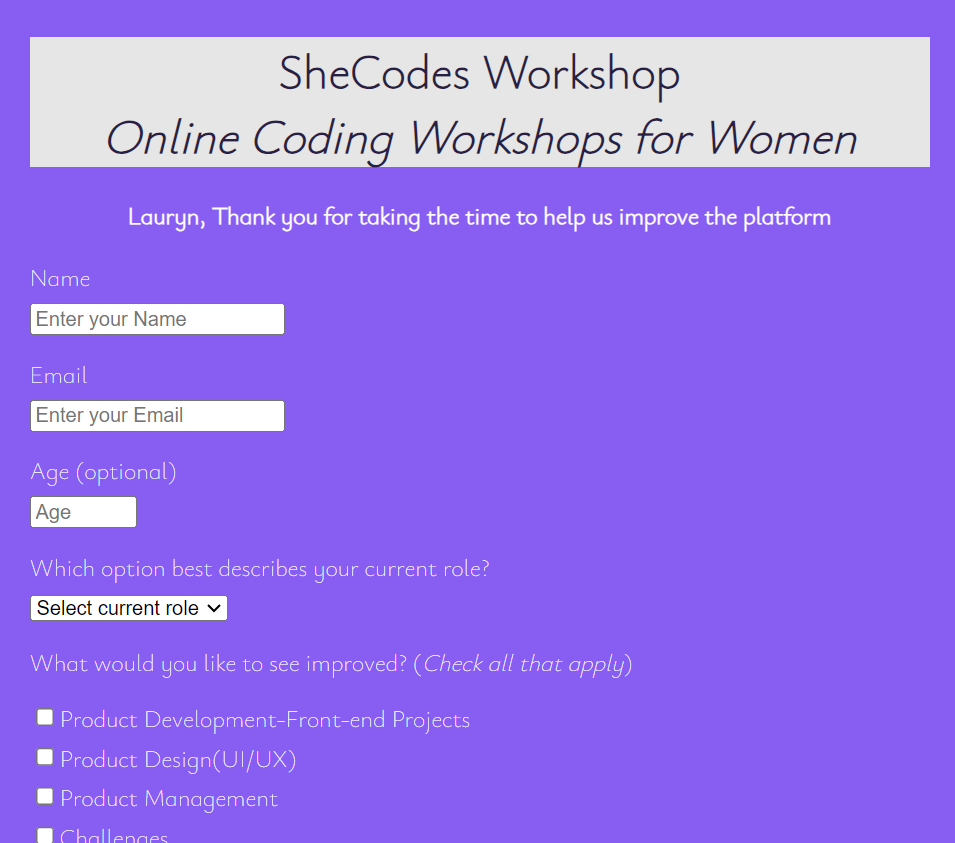 SheCodes Workshop
Online Coding Workshops for Women
Lauryn, Thank you for taking the time to help us improve the platform
Name
Enter your Name
Email
Enter your Email
Age (optional)
Age
Which option best describes your current role?
Select current role
What would you like to see improved? (Check all that apply)
Product Development-Front-end Projects
Product Design(UI/UX)
Product Management
Challenges